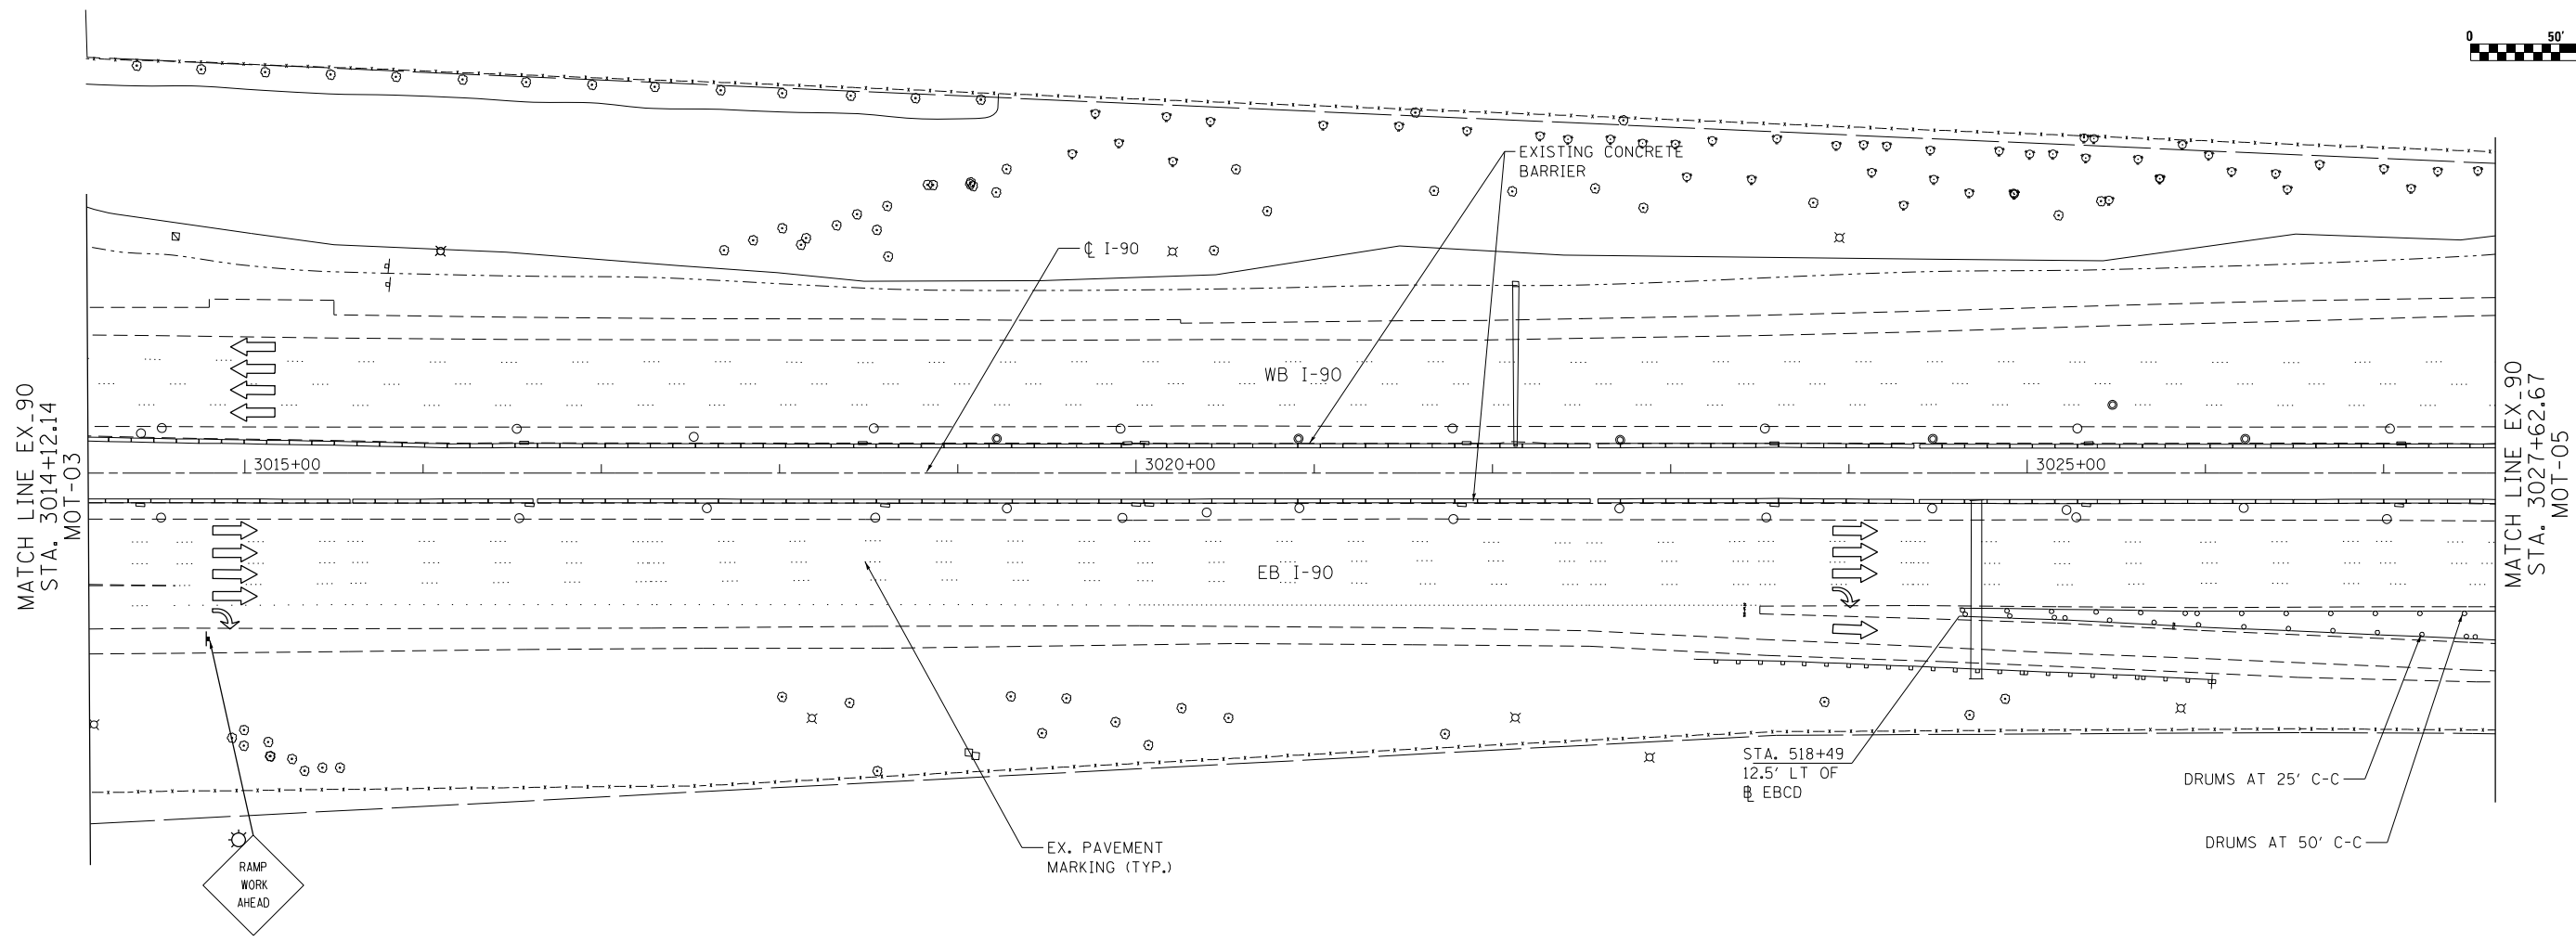 0 50'
EXISTING CONCRETE
BARRIER
℄ I-90
WB I-90
MATCH LINE EX_90
STA. 3014+12.14
MOT-03
3015+00
3020+00
3025+00
MATCH LINE EX_90
STA. 3027+62.67
MOT-05
EB I-90
STA. 518+49
12.5' LT OF
BL EBCD
DRUMS AT 25' C-C
DRUMS AT 50' C-C
EX. PAVEMENT
MARKING (TYP.)
RAMP
WORK
AHEAD